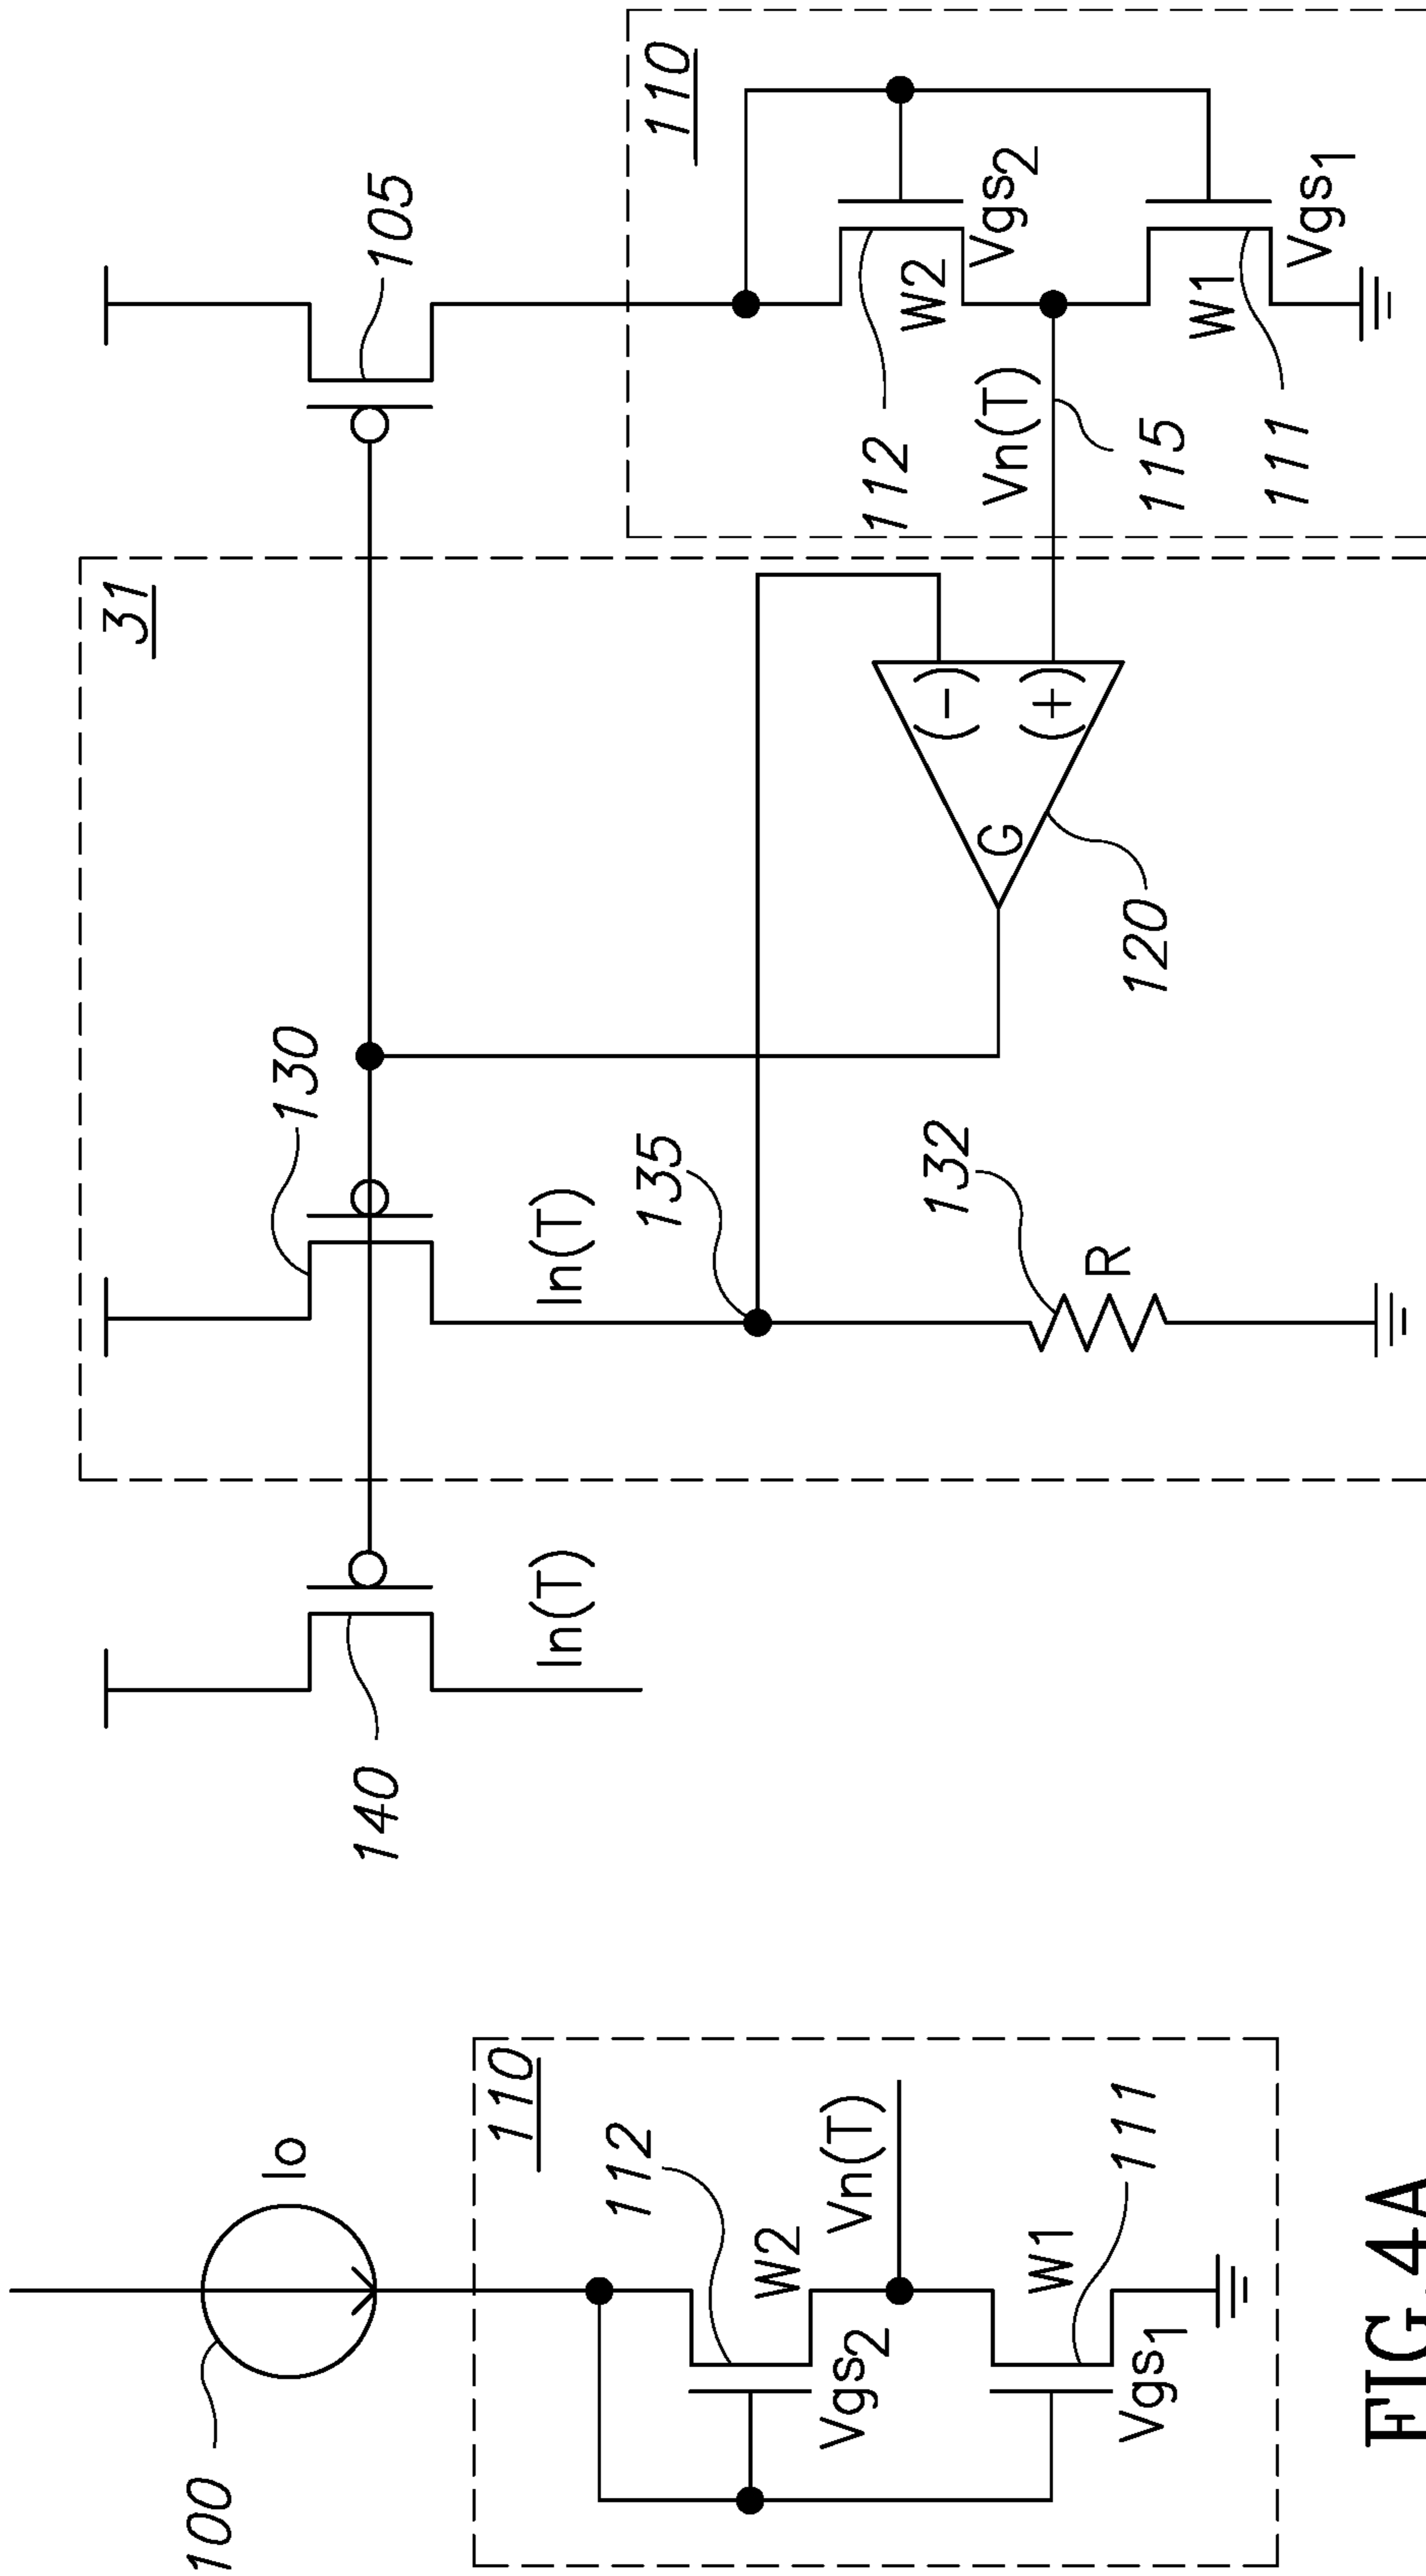 100
Io
110
112
W2
Vgs2
Vn(T)
W1
Vgs1
111
FIG. 4A
140
In(T)
31
130
In(T)
135
132
R
G
(-)
(+)
120
105
110
112
W2
Vgs2
Vn(T)
115
W1
Vgs1
111